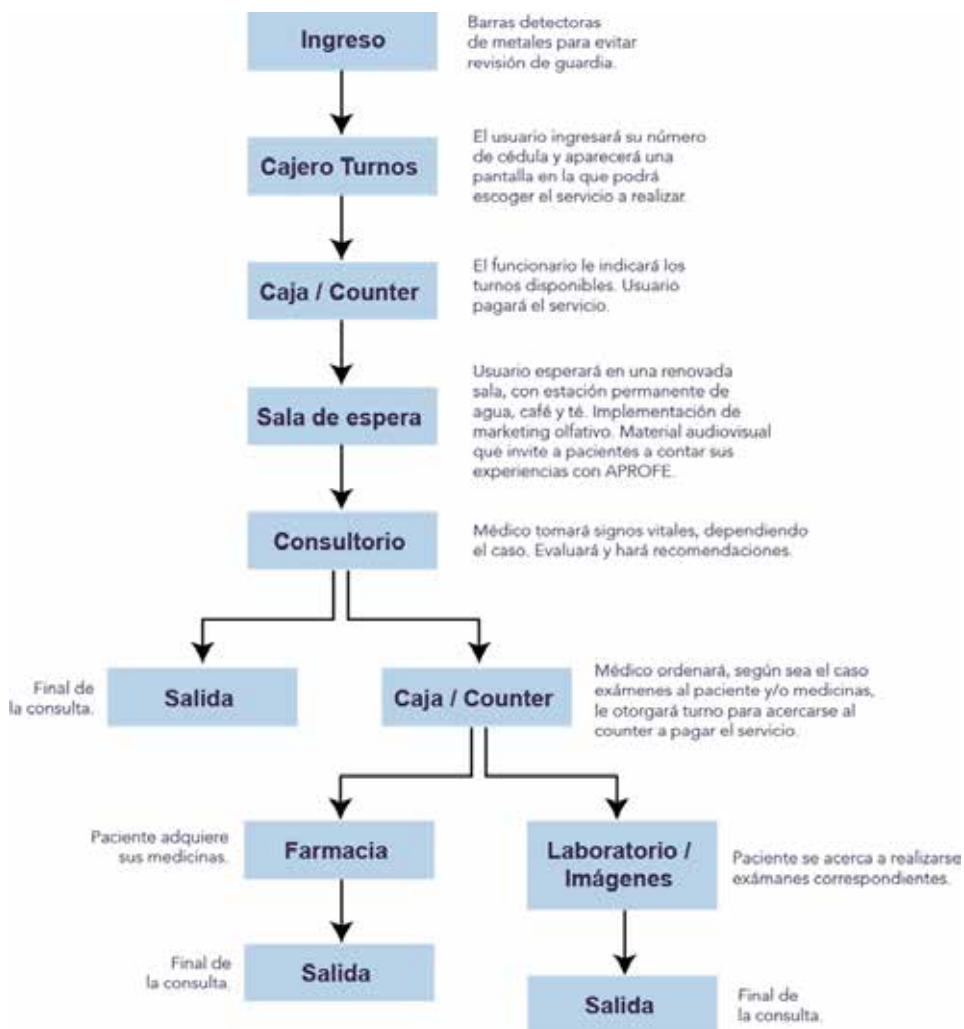 Ingreso
Barras detectoras
de metales para evitar
revisión de guardia.
Cajero Turnos
El usuario ingresará su número
de cédula y aparecerá una
pantalla en la que podrá
escoger el servicio a realizar.
Caja / Counter
El funcionario le indicará los
turnos disponibles. Usuario
pagará el servicio.
Sala de espera
Usuario esperará en una renovada
sala, con estación permanente de
agua, café y té. Implementación de
marketing olfativo. Material audiovisual
que invite a pacientes a contar sus
experiencias con APROFE.
Consultorio
Médico tomará signos vitales, dependiendo
el caso. Evaluará y hará recomendaciones.
Final de
la consulta.
Salida
Caja / Counter
Médico ordenará, según sea el caso
exámenes al paciente y/o medicinas,
le otorgará turno para acercarse al
counter a pagar el servicio.
Paciente adquiere
sus medicinas.
Farmacia
Laboratorio /
Imágenes
Paciente se acerca a realizarse
exámanes correspondientes.
Final de
la consulta.
Salida
Salida
Final de
la consulta.